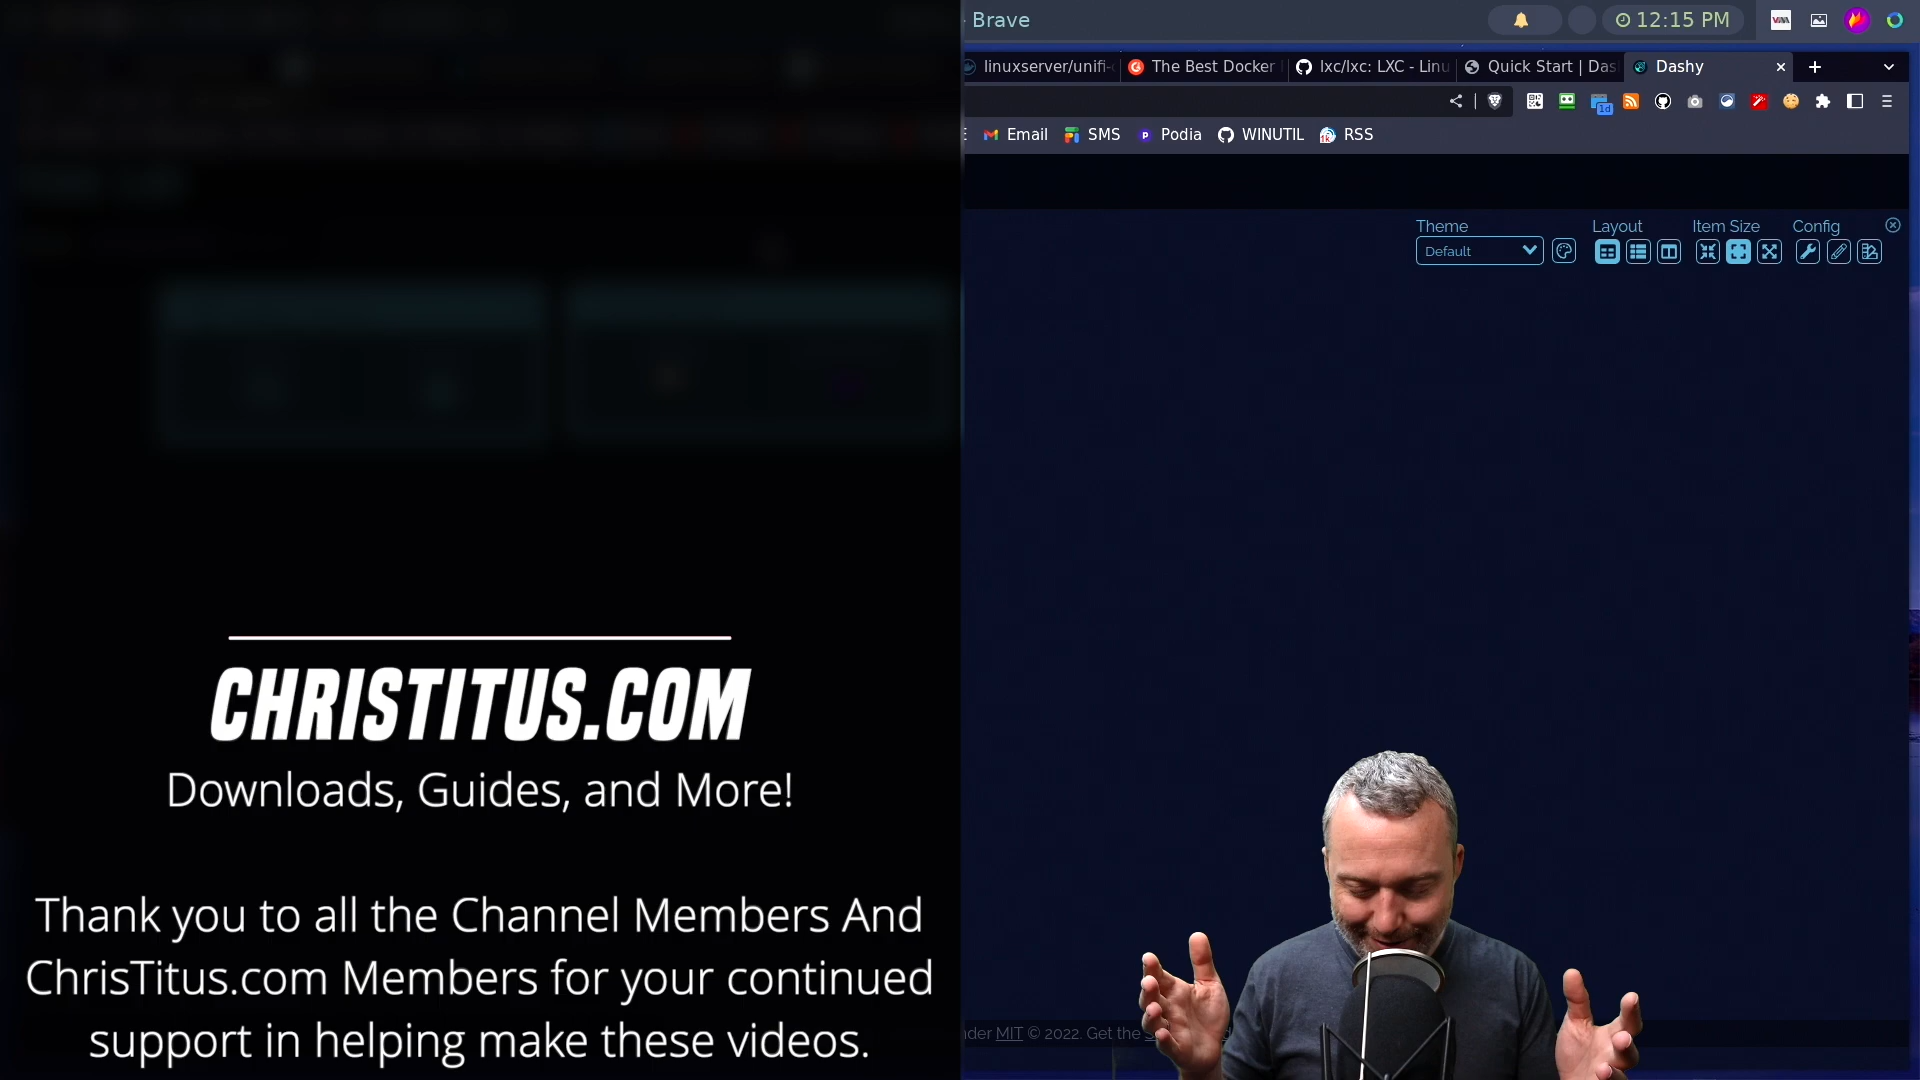 Brave
12:15 PM
linuxserver/unifi-
The Best Docker
lxc/lxc: LXC - Linu
Quick Start | Das
Dashy
1d
Email
SMS
Podia
WINUTIL
RSS
Theme
Layout
Item Size
Config
Default
CHRISTITUS.COM
Downloads, Guides, and More!
Thank you to all the Channel Members And
ChrisTitus.com Members for your continued
support in helping make these videos.
nder MIT © 2022. Get the